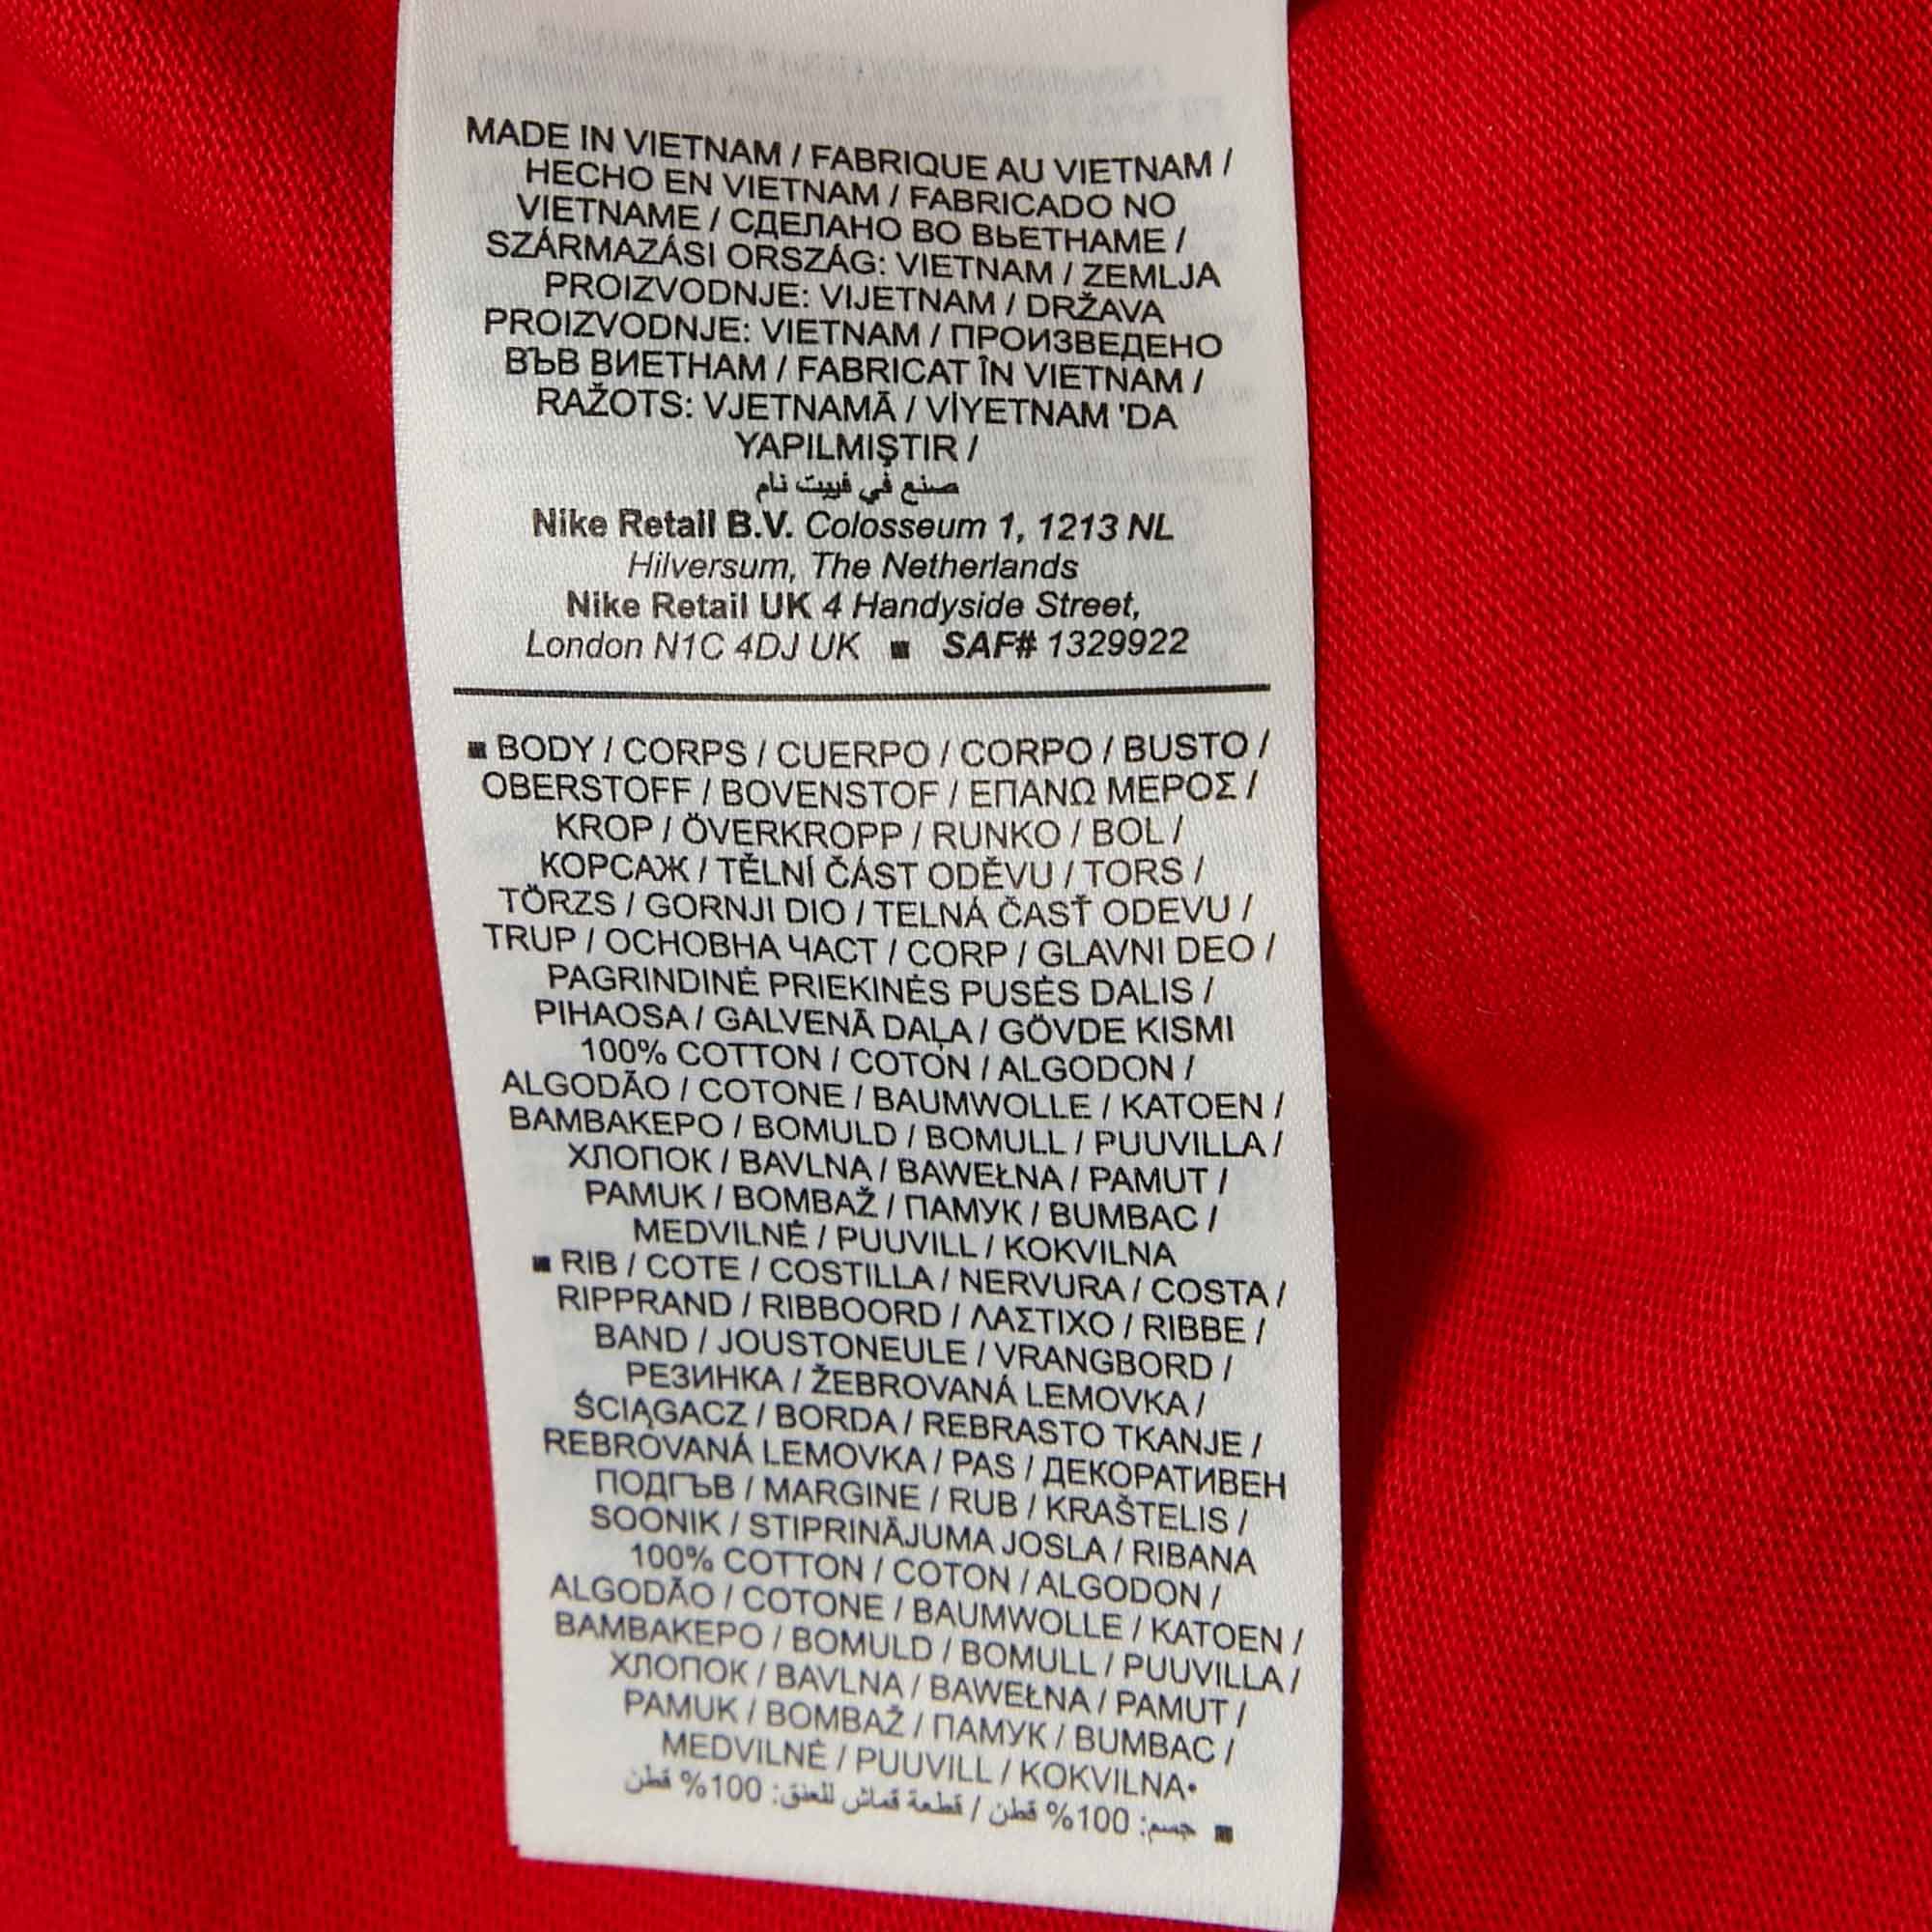 MADE IN VIETNAM / FABRIQUE AU VIETNAM /
HECHO EN VIETNAM / FABRICADO NO
VIETNAME / СДЕЛАНО ВО ВЬЕТНАМЕ /
SZÁRMAZÁSI ORSZÁG: VIETNAM / ZEMLJA
PROIZVODNJE: VIJETNAM / DRŽAVA
PROIZVODNJE: VIETNAM / ПРОИЗВЕДЕНО
ВЪВ ВИЕТНАМ / FABRICAT ÎN VIETNAM /
RAŽOTS: VJETNAMĀ / VİYETNAM 'DA
YAPILMIŞTIR /
صنع في فييت نام
Nike Retail B.V. Colosseum 1, 1213 NL
Hilversum, The Netherlands
Nike Retail UK 4 Handyside Street,
London N1C 4DJ UK ■ SAF# 1329922
■ BODY / CORPS / CUERPO / CORPO / BUSTO /
OBERSTOFF / BOVENSTOF / ΕΠΑΝΩ ΜΕΡΟΣ /
KROP / ÖVERKROPP / RUNKO / BOL /
КОРСАЖ / TĚLNÍ ČÁST ODĚVU / TORS /
TÖRZS / GORNJI DIO / TELNÁ ČASŤ ODEVU /
TRUP / ОСНОВНА ЧАСТ / CORP / GLAVNI DEO /
PAGRINDINĖ PRIEKINĖS PUSĖS DALIS /
PIHAOSA / GALVENĀ DAĻA / GÖVDE KISMI
100% COTTON / COTON / ALGODON /
ALGODÃO / COTONE / BAUMWOLLE / KATOEN /
ΒΑΜΒΑΚΕΡΟ / BOMULD / BOMULL / PUUVILLA /
ХЛОПОК / BAVLNA / BAWEŁNA / PAMUT /
PAMUK / BOMBAŽ / ПАМУК / BUMBAC /
MEDVILNĖ / PUUVILL / KOKVILNA
■ RIB / COTE / COSTILLA / NERVURA / COSTA /
RIPPRAND / RIBBOORD / ΛΑΣΤΙΧΟ / RIBBE /
BAND / JOUSTONEULE / VRANGBORD /
РЕЗИНКА / ŽEBROVANÁ LEMOVKA /
ŚCIĄGACZ / BORDA / REBRASTO TKANJE /
REBROVANÁ LEMOVKA / PAS / ДЕКОРАТИВЕН
ПОДГЪВ / MARGINE / RUB / KRAŠTELIS /
SOONIK / STIPRINĀJUMA JOSLA / RIBANA
100% COTTON / COTON / ALGODON /
ALGODÃO / COTONE / BAUMWOLLE / KATOEN /
ΒΑΜΒΑΚΕΡΟ / BOMULD / BOMULL / PUUVILLA /
ХЛОПОК / BAVLNA / BAWEŁNA / PAMUT /
PAMUK / BOMBAŽ / ПАМУК / BUMBAC /
MEDVILNĖ / PUUVILL / KOKVILNA•
■ جسم: 100% قطن / قطعة قماش للعنق: 100% قطن